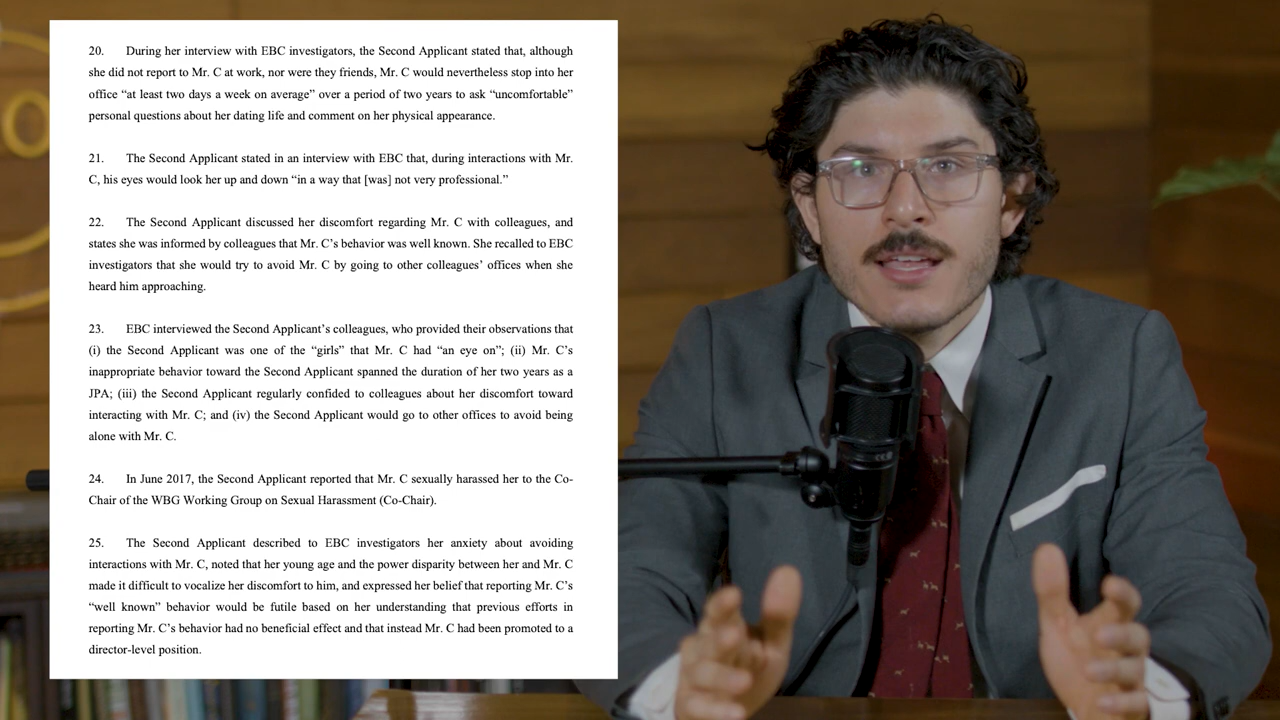 20. During her interview with EBC investigators, the Second Applicant stated that, although
she did not report to Mr. C at work, nor were they friends, Mr. C would nevertheless stop into her
office “at least two days a week on average” over a period of two years to ask “uncomfortable”
personal questions about her dating life and comment on her physical appearance.
21. The Second Applicant stated in an interview with EBC that, during interactions with Mr.
C, his eyes would look her up and down “in a way that [was] not very professional.”
22. The Second Applicant discussed her discomfort regarding Mr. C with colleagues, and
states she was informed by colleagues that Mr. C’s behavior was well known. She recalled to EBC
investigators that she would try to avoid Mr. C by going to other colleagues’ offices when she
heard him approaching.
23. EBC interviewed the Second Applicant’s colleagues, who provided their observations that
(i) the Second Applicant was one of the “girls” that Mr. C had “an eye on”; (ii) Mr. C’s
inappropriate behavior toward the Second Applicant spanned the duration of her two years as a
JPA; (iii) the Second Applicant regularly confided to colleagues about her discomfort toward
interacting with Mr. C; and (iv) the Second Applicant would go to other offices to avoid being
alone with Mr. C.
24. In June 2017, the Second Applicant reported that Mr. C sexually harassed her to the Co-
Chair of the WBG Working Group on Sexual Harassment (Co-Chair).
25. The Second Applicant described to EBC investigators her anxiety about avoiding
interactions with Mr. C, noted that her young age and the power disparity between her and Mr. C
made it difficult to vocalize her discomfort to him, and expressed her belief that reporting Mr. C’s
“well known” behavior would be futile based on her understanding that previous efforts in
reporting Mr. C’s behavior had no beneficial effect and that instead Mr. C had been promoted to a
director-level position.